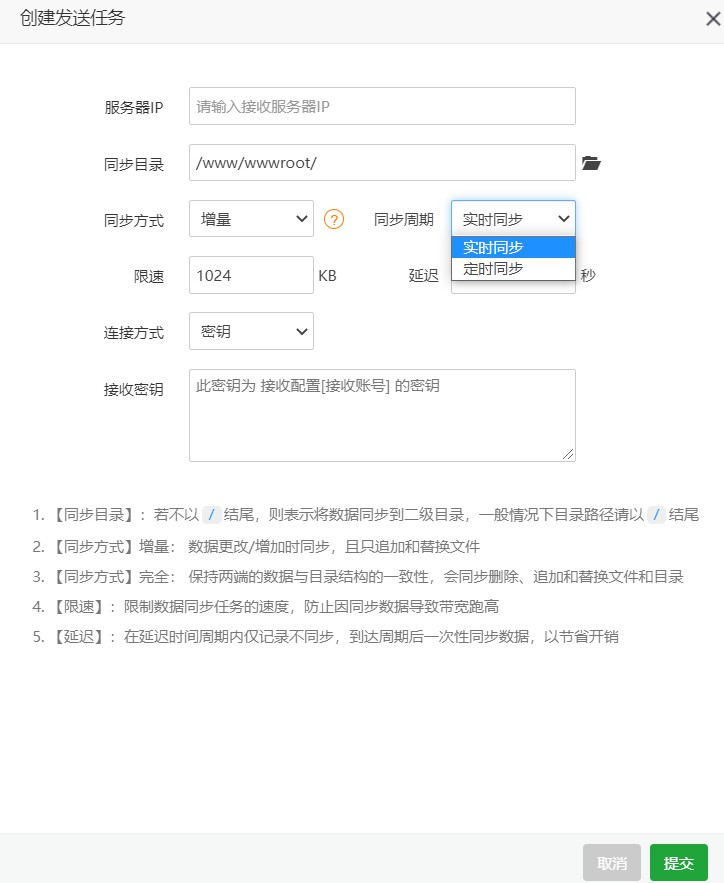 创建发送任务
服务器IP 请输入接收服务器IP
同步目录 /www/wwwroot/
同步方式 增量 ? 同步周期 实时同步
实时同步
定时同步
限速 1024 KB 延迟 秒
连接方式 密钥
接收密钥 此密钥为 接收配置[接收账号] 的密钥
1. 【同步目录】：若不以 / 结尾，则表示将数据同步到二级目录，一般情况下目录路径请以 / 结尾
2. 【同步方式】增量： 数据更改/增加时同步，且只追加和替换文件
3. 【同步方式】完全： 保持两端的数据与目录结构的一致性，会同步删除、追加和替换文件和目录
4. 【限速】：限制数据同步任务的速度，防止因同步数据导致带宽跑高
5. 【延迟】：在延迟时间周期内仅记录不同步，到达周期后一次性同步数据，以节省开销
取消 提交